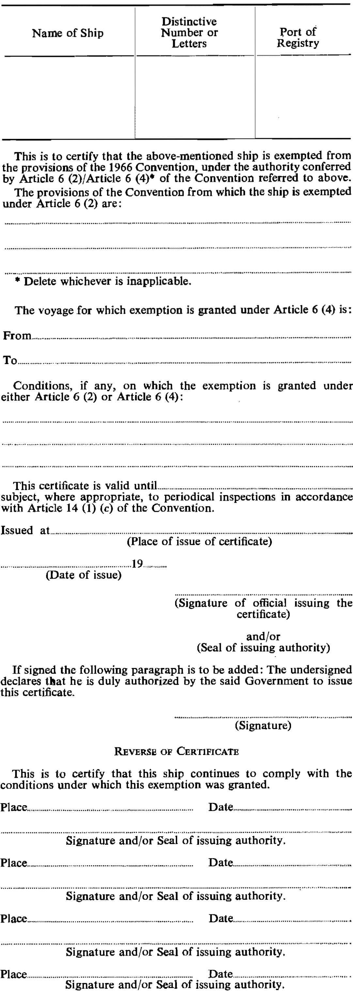 Name of Ship
Distinctive
Number or
Letters
Port of
Registry
This is to certify that the above-mentioned ship is exempted from
the provisions of the 1966 Convention, under the authority conferred
by Article 6 (2)/Article 6 (4)* of the Convention referred to above.
The provisions of the Convention from which the ship is exempted
under Article 6 (2) are:
* Delete whichever is inapplicable.
The voyage for which exemption is granted under Article 6 (4) is:
From
To
Conditions, if any, on which the exemption is granted under
either Article 6 (2) or Article 6 (4):
This certificate is valid until
subject, where appropriate, to periodical inspections in accordance
with Article 14 (1) (c) of the Convention.
Issued at
(Place of issue of certificate)
19
(Date of issue)
(Signature of official issuing the
certificate)
and/or
(Seal of issuing authority)
If signed the following paragraph is to be added: The undersigned
declares that he is duly authorized by the said Government to issue
this certificate.
(Signature)
REVERSE OF CERTIFICATE
This is to certify that this ship continues to comply with the
conditions under which this exemption was granted.
Place Date
Signature and/or Seal of issuing authority.
Place Date
Signature and/or Seal of issuing authority.
Place Date
Signature and/or Seal of issuing authority.
Place Date
Signature and/or Seal of issuing authority.